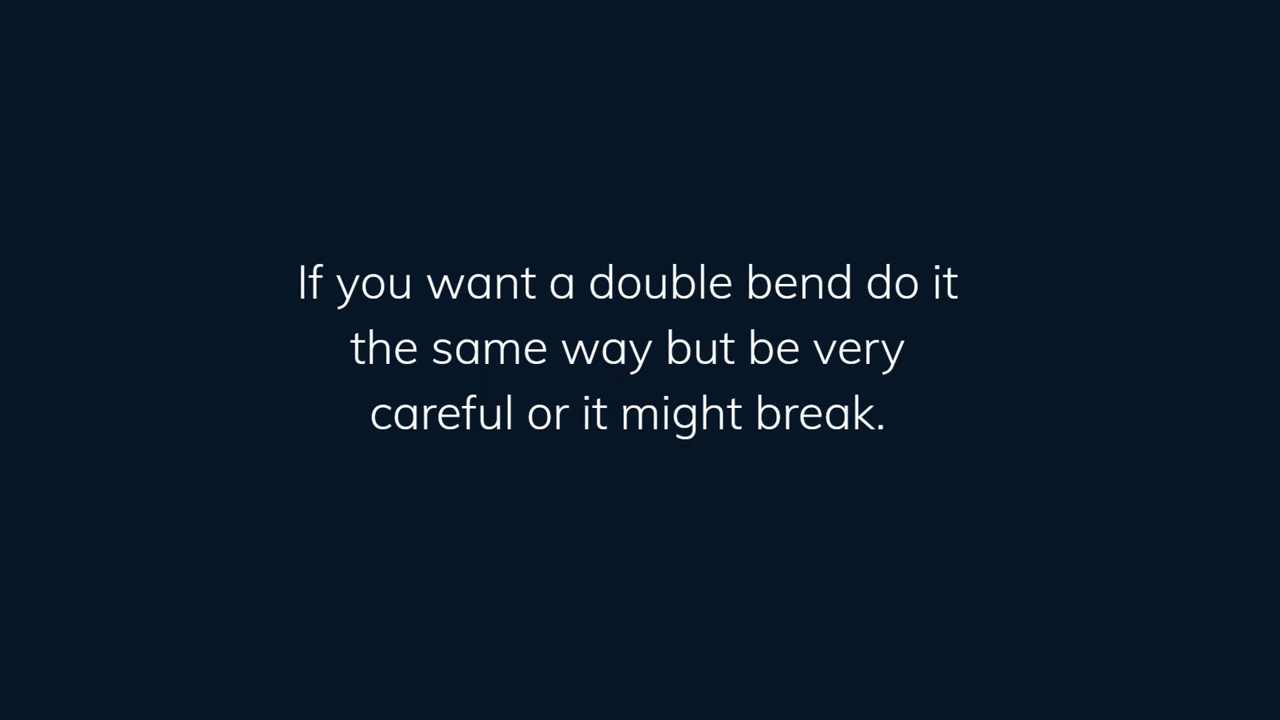 If you want a double bend do it
the same way but be very
careful or it might break.